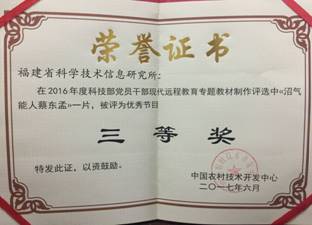 荣誉证书
福建省科学技术信息研究所:
在2016年度科技部党员干部现代远程教育专题教材制作评选中«沼气
能人蔡东孟»一片,被评为优秀节目
三等奖
特发此证,以资鼓励。
中国农村技术开发中心
二〇一七年六月